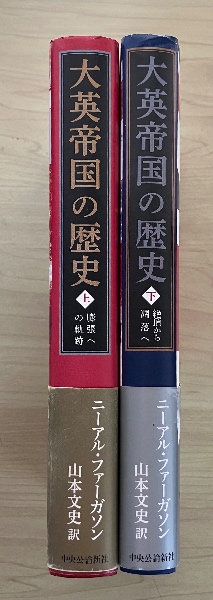 大英帝国の歴史
上
膨張へ
の軌跡
ニーアル・ファーガソン
山本文史 訳
中央公論新社
大英帝国の歴史
下
絶頂から
凋落へ
ニーアル・ファーガソン
山本文史 訳
中央公論新社